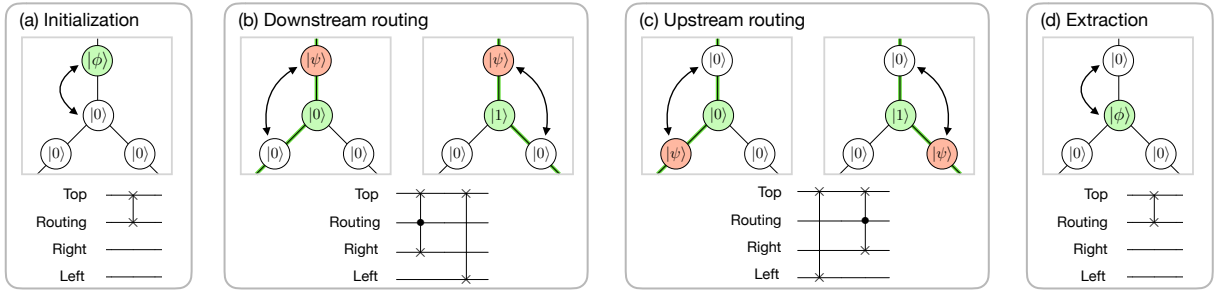 (a) Initialization
|ϕ⟩
|0⟩
|0⟩ |0⟩
Top
Routing
Right
Left
(b) Downstream routing
|ψ⟩ |ψ⟩
|0⟩ |1⟩
|0⟩ |0⟩ |0⟩ |0⟩
Top
Routing
Right
Left
(c) Upstream routing
|0⟩ |0⟩
|0⟩ |1⟩
|ψ⟩ |0⟩ |0⟩ |ψ⟩
Top
Routing
Right
Left
(d) Extraction
|0⟩
|ϕ⟩
|0⟩ |0⟩
Top
Routing
Right
Left